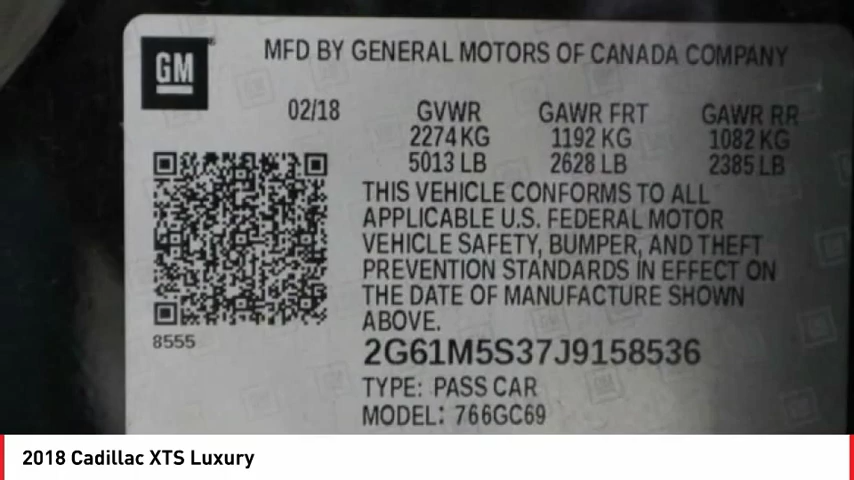 GM
MFD BY GENERAL MOTORS OF CANADA COMPANY
02/18 GVWR GAWR FRT GAWR RR
2274 KG 1192 KG 1082 KG
5013 LB 2628 LB 2385 LB
THIS VEHICLE CONFORMS TO ALL
APPLICABLE U.S. FEDERAL MOTOR
VEHICLE SAFETY, BUMPER, AND THEFT
PREVENTION STANDARDS IN EFFECT ON
THE DATE OF MANUFACTURE SHOWN
ABOVE.
8555
2G61M5S37J9158536
TYPE: PASS CAR
MODEL: 766GC69
2018 Cadillac XTS Luxury